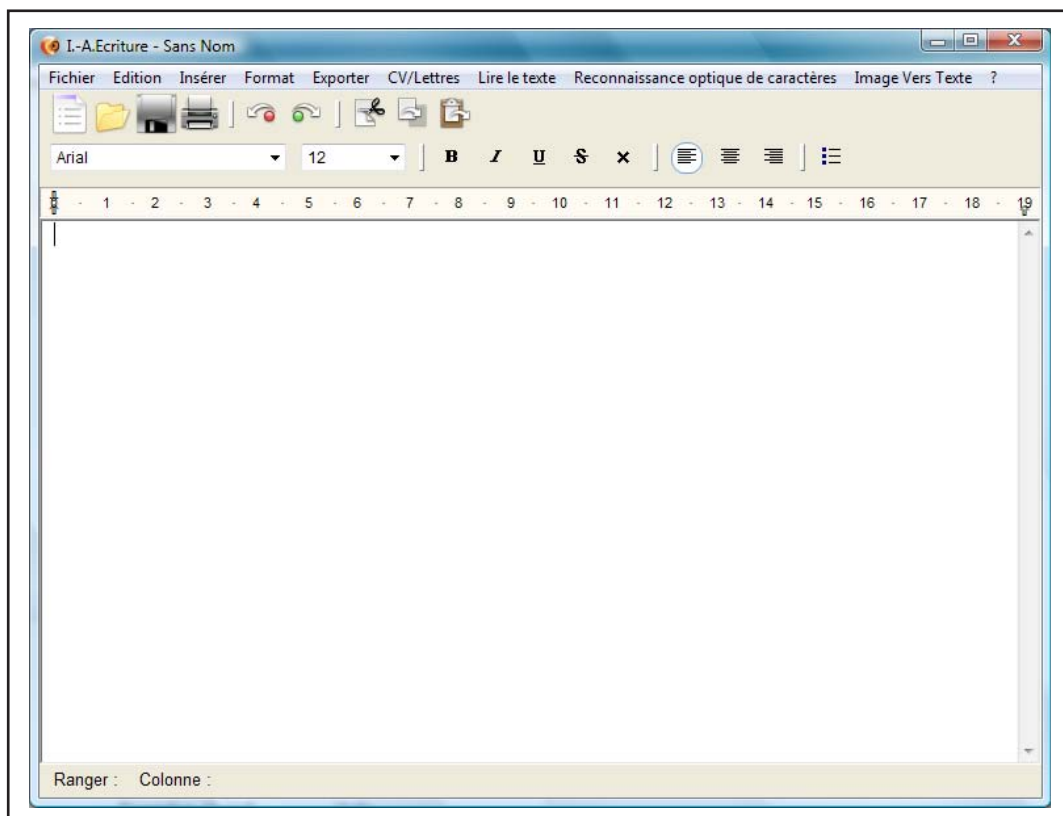 I.-A.Ecriture - Sans Nom
Fichier Edition Insérer Format Exporter CV/Lettres Lire le texte Reconnaissance optique de caractères Image Vers Texte ?
Arial 12 B I U S x
1 2 3 4 5 6 7 8 9 10 11 12 13 14 15 16 17 18 19
Ranger : Colonne :